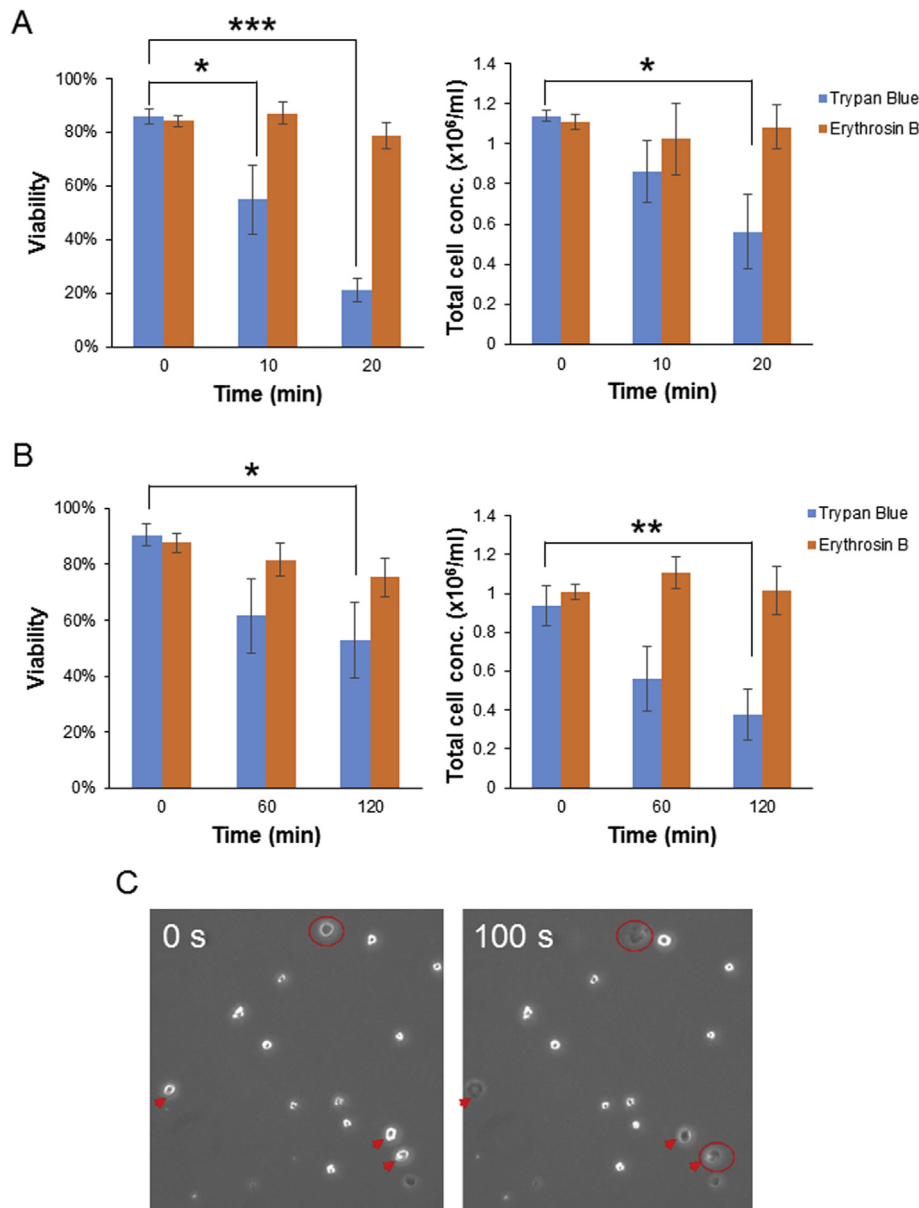 A
***
*
100%
80%
60%
40%
20%
0%
Viability
0 10 20
Time (min)
*
1.4
1.2
1
0.8
0.6
0.4
0.2
0
Total cell conc. (x10⁶/ml)
0 10 20
Time (min)
Trypan Blue
Erythrosin B
B
*
100%
80%
60%
40%
20%
0%
Viability
0 60 120
Time (min)
**
1.4
1.2
1
0.8
0.6
0.4
0.2
0
Total cell conc. (x10⁶/ml)
0 60 120
Time (min)
Trypan Blue
Erythrosin B
C
0 s
100 s